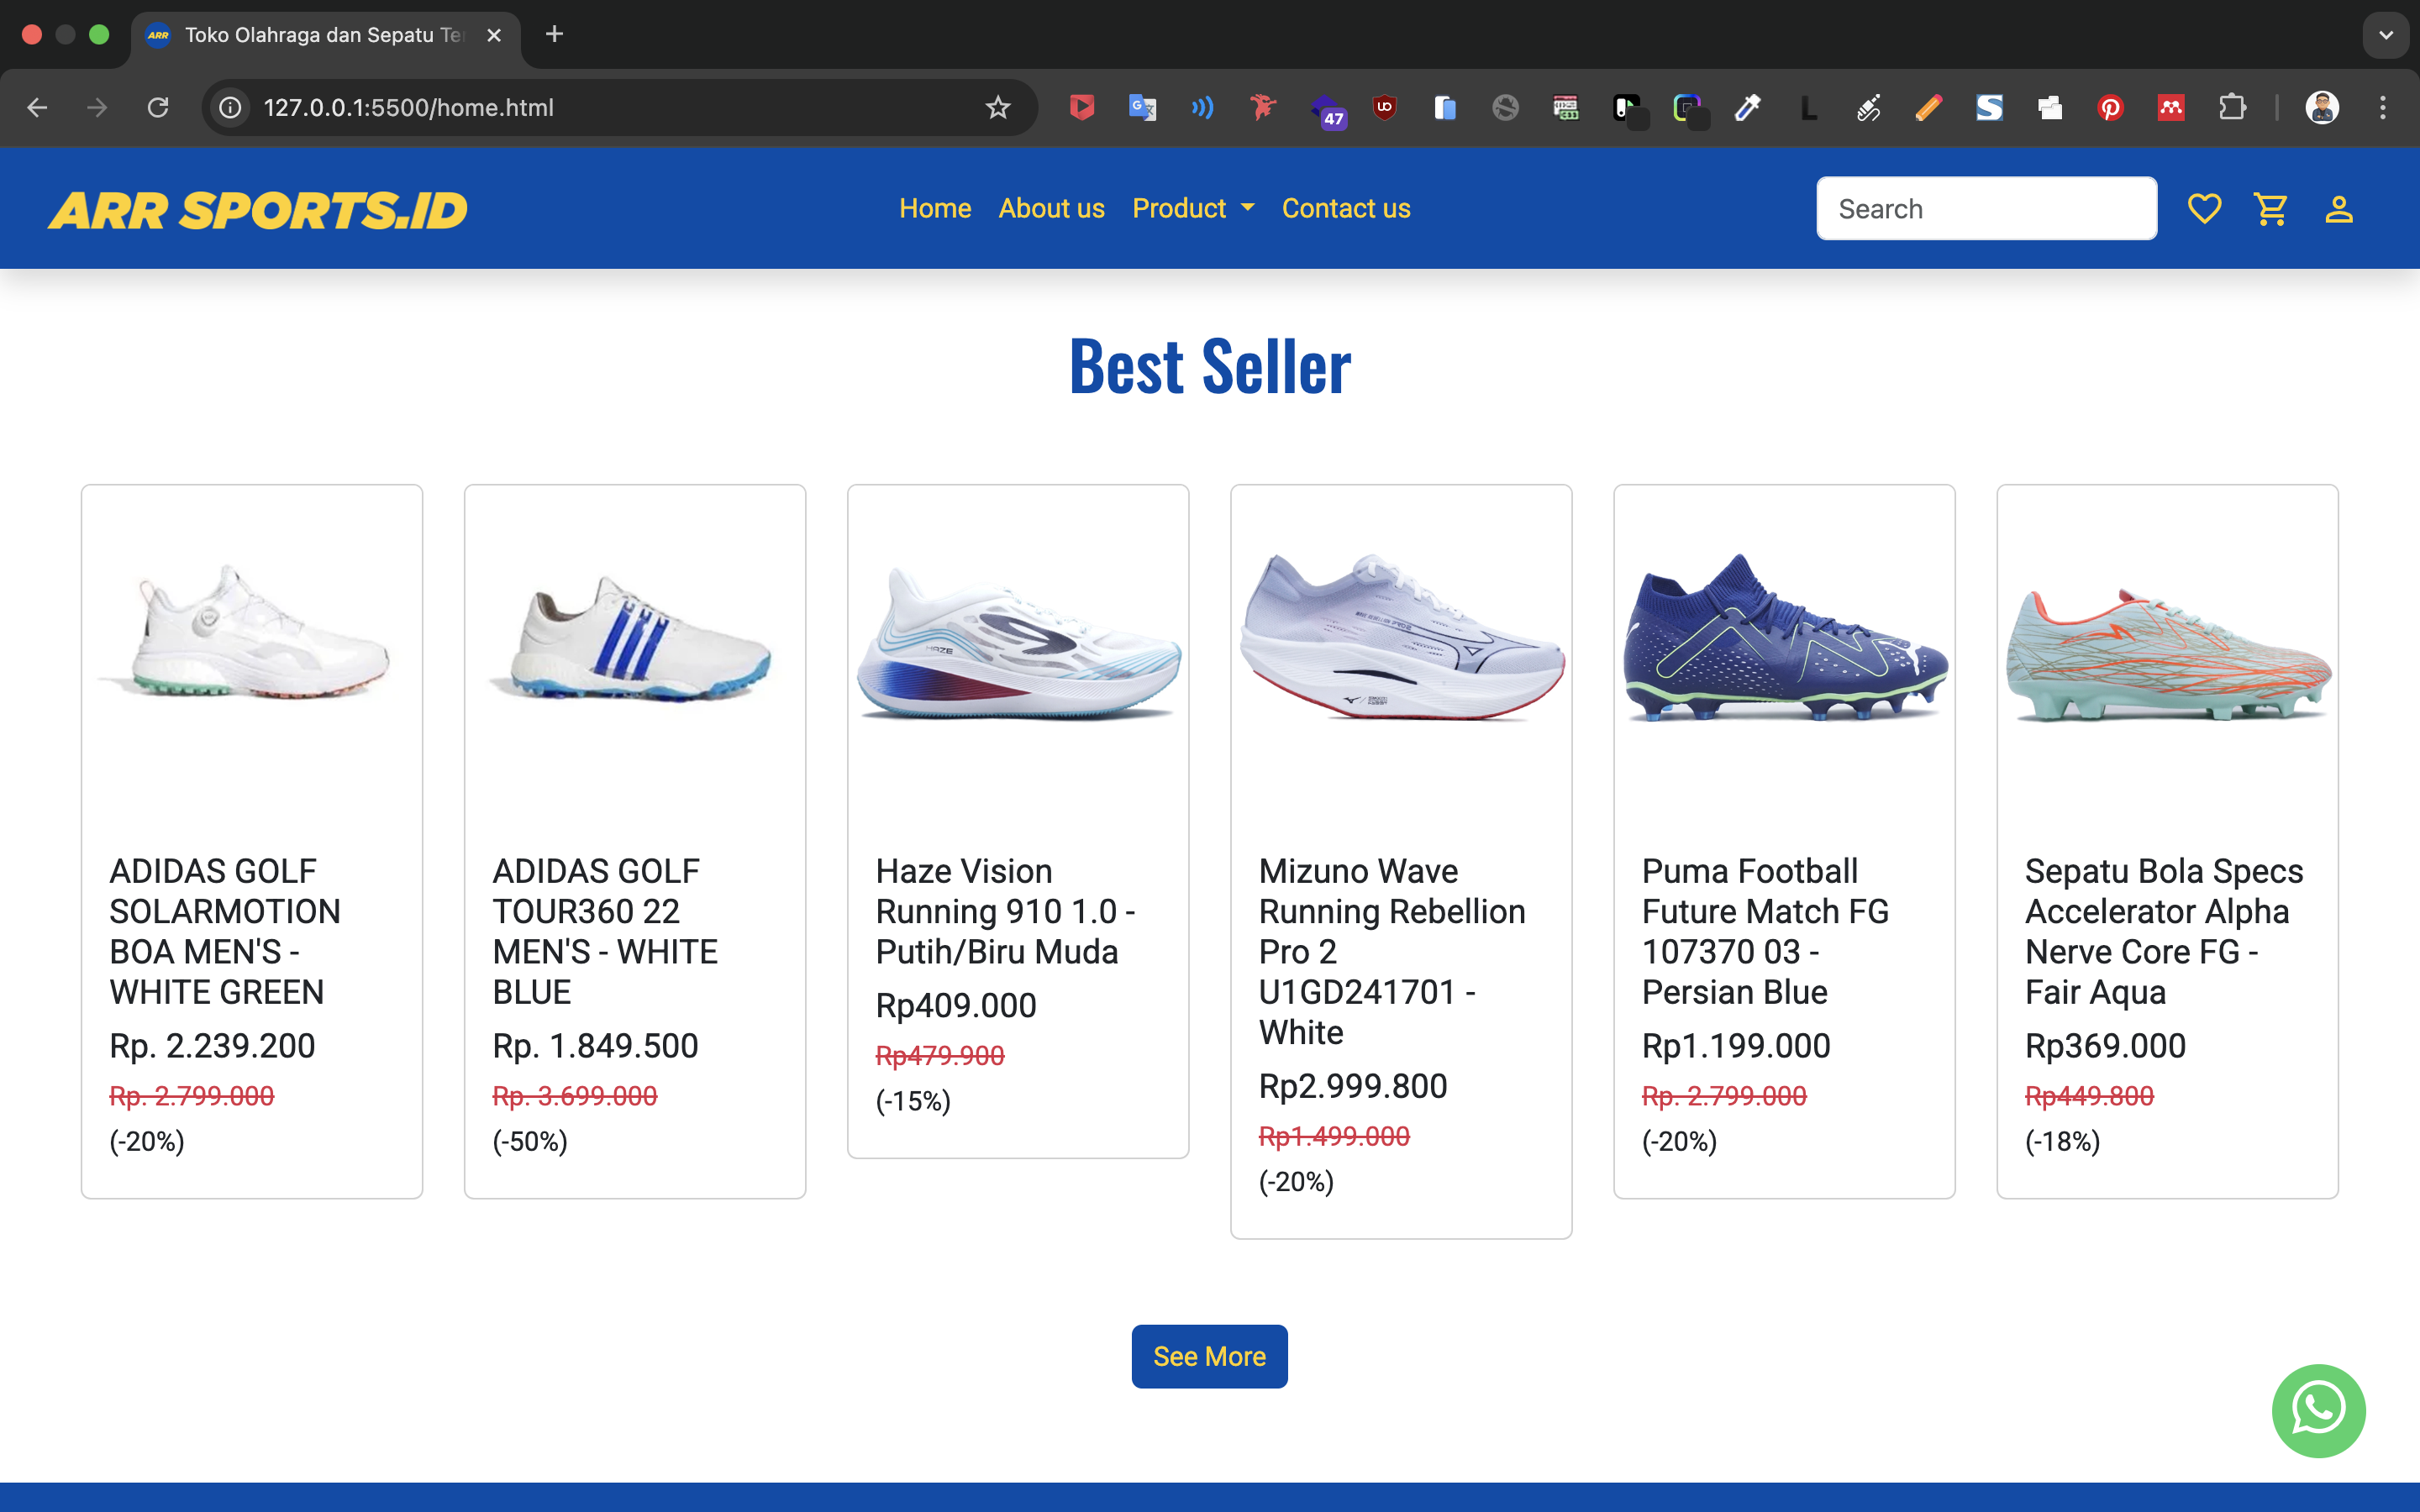 ARR
Toko Olahraga dan Sepatu Te
127.0.0.1:5500/home.html
47
ARR SPORTS.ID
Home
About us
Product
Contact us
Search
Best Seller
HAZE
ADIDAS GOLF
SOLARMOTION
BOA MEN'S -
WHITE GREEN
Rp. 2.239.200
Rp. 2.799.000
(-20%)
ADIDAS GOLF
TOUR360 22
MEN'S - WHITE
BLUE
Rp. 1.849.500
Rp. 3.699.000
(-50%)
Haze Vision
Running 910 1.0 -
Putih/Biru Muda
Rp409.000
Rp479.900
(-15%)
Mizuno Wave
Running Rebellion
Pro 2
U1GD241701 -
White
Rp2.999.800
Rp1.499.000
(-20%)
Puma Football
Future Match FG
107370 03 -
Persian Blue
Rp1.199.000
Rp. 2.799.000
(-20%)
Sepatu Bola Specs
Accelerator Alpha
Nerve Core FG -
Fair Aqua
Rp369.000
Rp449.800
(-18%)
See More